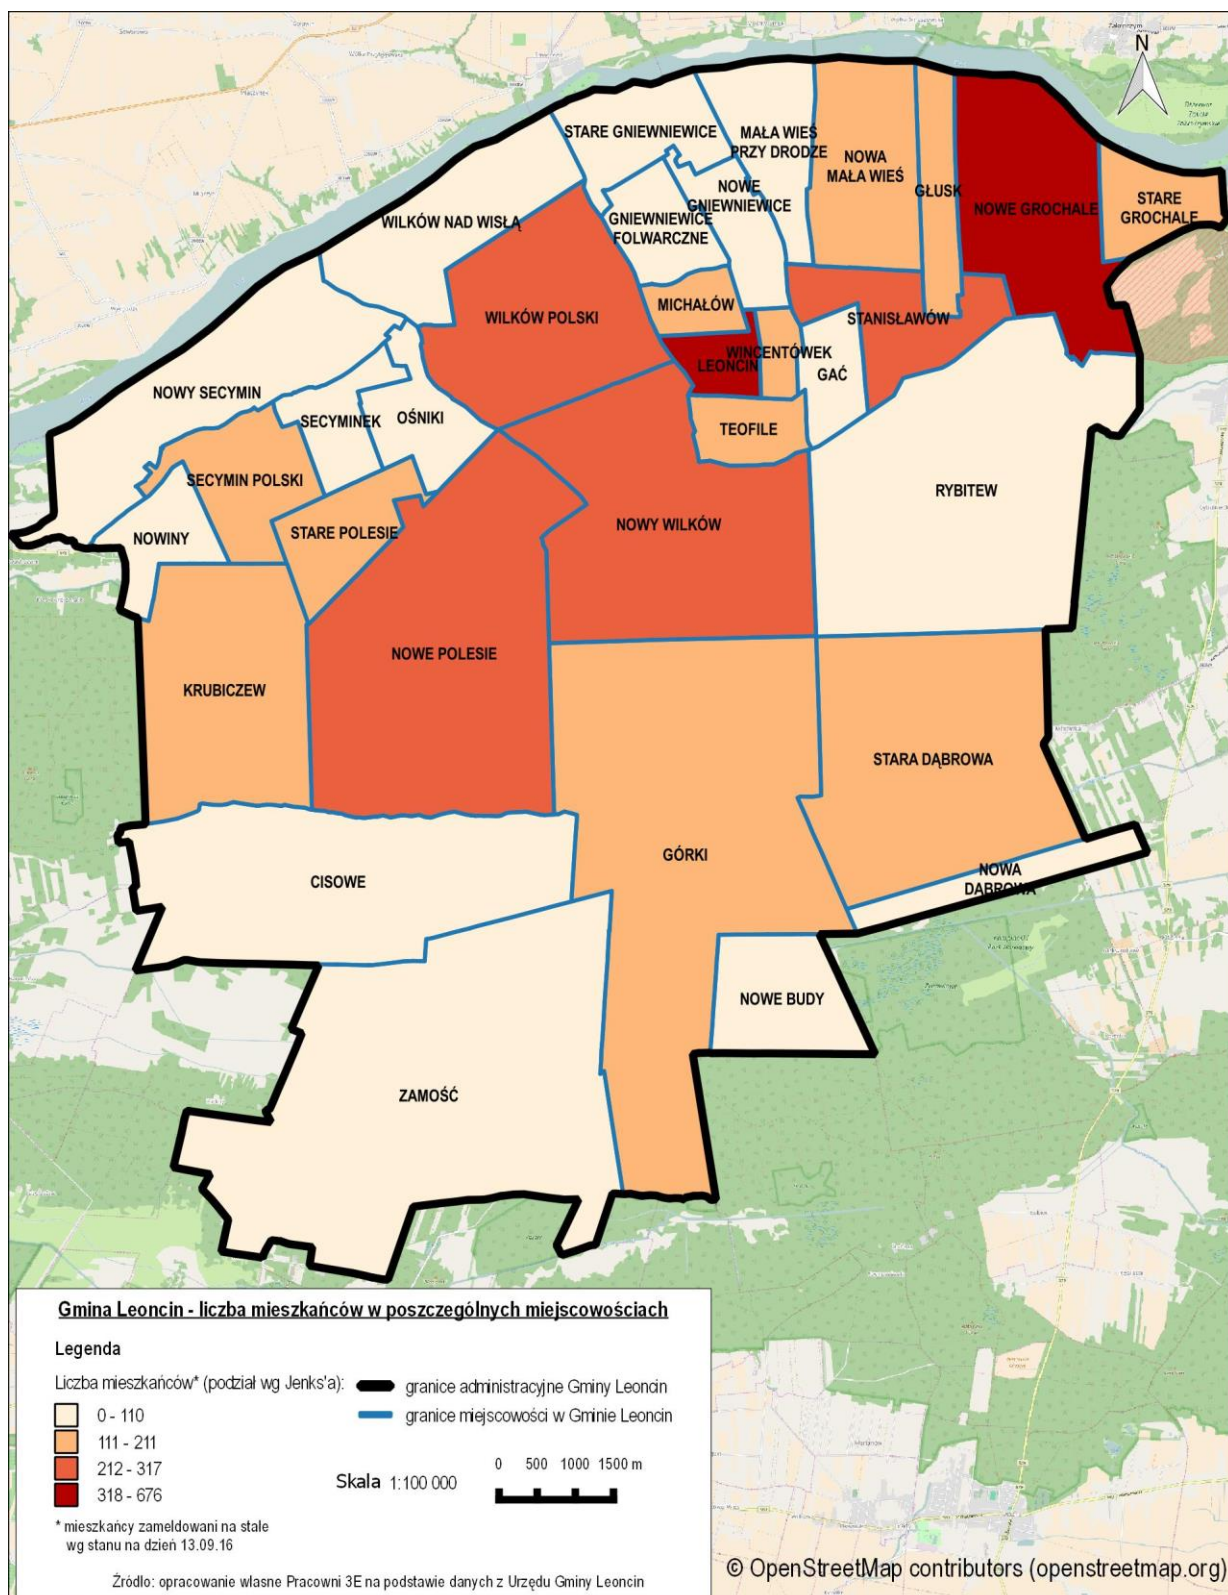 N
STARE GNIEWNIEWICE
MAŁA WIEŚ
PRZY DRODZE
NOWA
MAŁA WIEŚ
GŁUSK
NOWE GROCHALE
STARE
GROCHALE
WILKÓW NAD WISŁĄ
GNIEWNIEWICE
FOLWARCZNE
NOWE
GNIEWNIEWICE
MICHAŁÓW
WILKÓW POLSKI
STANISŁAWÓW
WINCENTÓWEK
LEONCIN
GAĆ
NOWY SECYMIN
SECYMINEK
OŚNIKI
TEOFILE
SECYMIN POLSKI
RYBITEW
NOWINY
STARE POLESIE
NOWY WILKÓW
NOWE POLESIE
KRUBICZEW
STARA DĄBROWA
GÓRKI
CISOWE
NOWA
DĄBROWA
NOWE BUDY
ZAMOŚĆ
Gmina Leoncin - liczba mieszkańców w poszczególnych miejscowościach
Legenda
Liczba mieszkańców* (podział wg Jenks'a):
0 - 110
111 - 211
212 - 317
318 - 676
granice administracyjne Gminy Leoncin
granice miejscowości w Gminie Leoncin
Skala 1:100 000
0 500 1000 1500 m
* mieszkańcy zameldowani na stałe
wg stanu na dzień 13.09.16
Źródło: opracowanie własne Pracowni 3E na podstawie danych z Urzędu Gminy Leoncin
© OpenStreetMap contributors (openstreetmap.org)